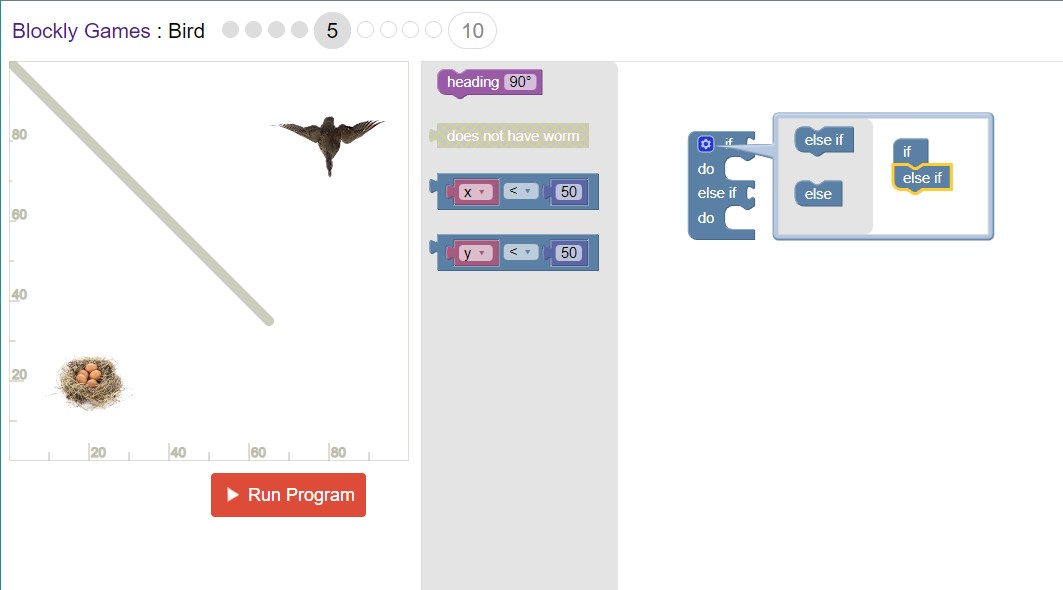 Blockly Games : Bird 5 10
80
60
40
20
20 40 60 80
Run Program
heading 90°
does not have worm
x < 50
y < 50
if
do
else if
do
else if
else
if
else if